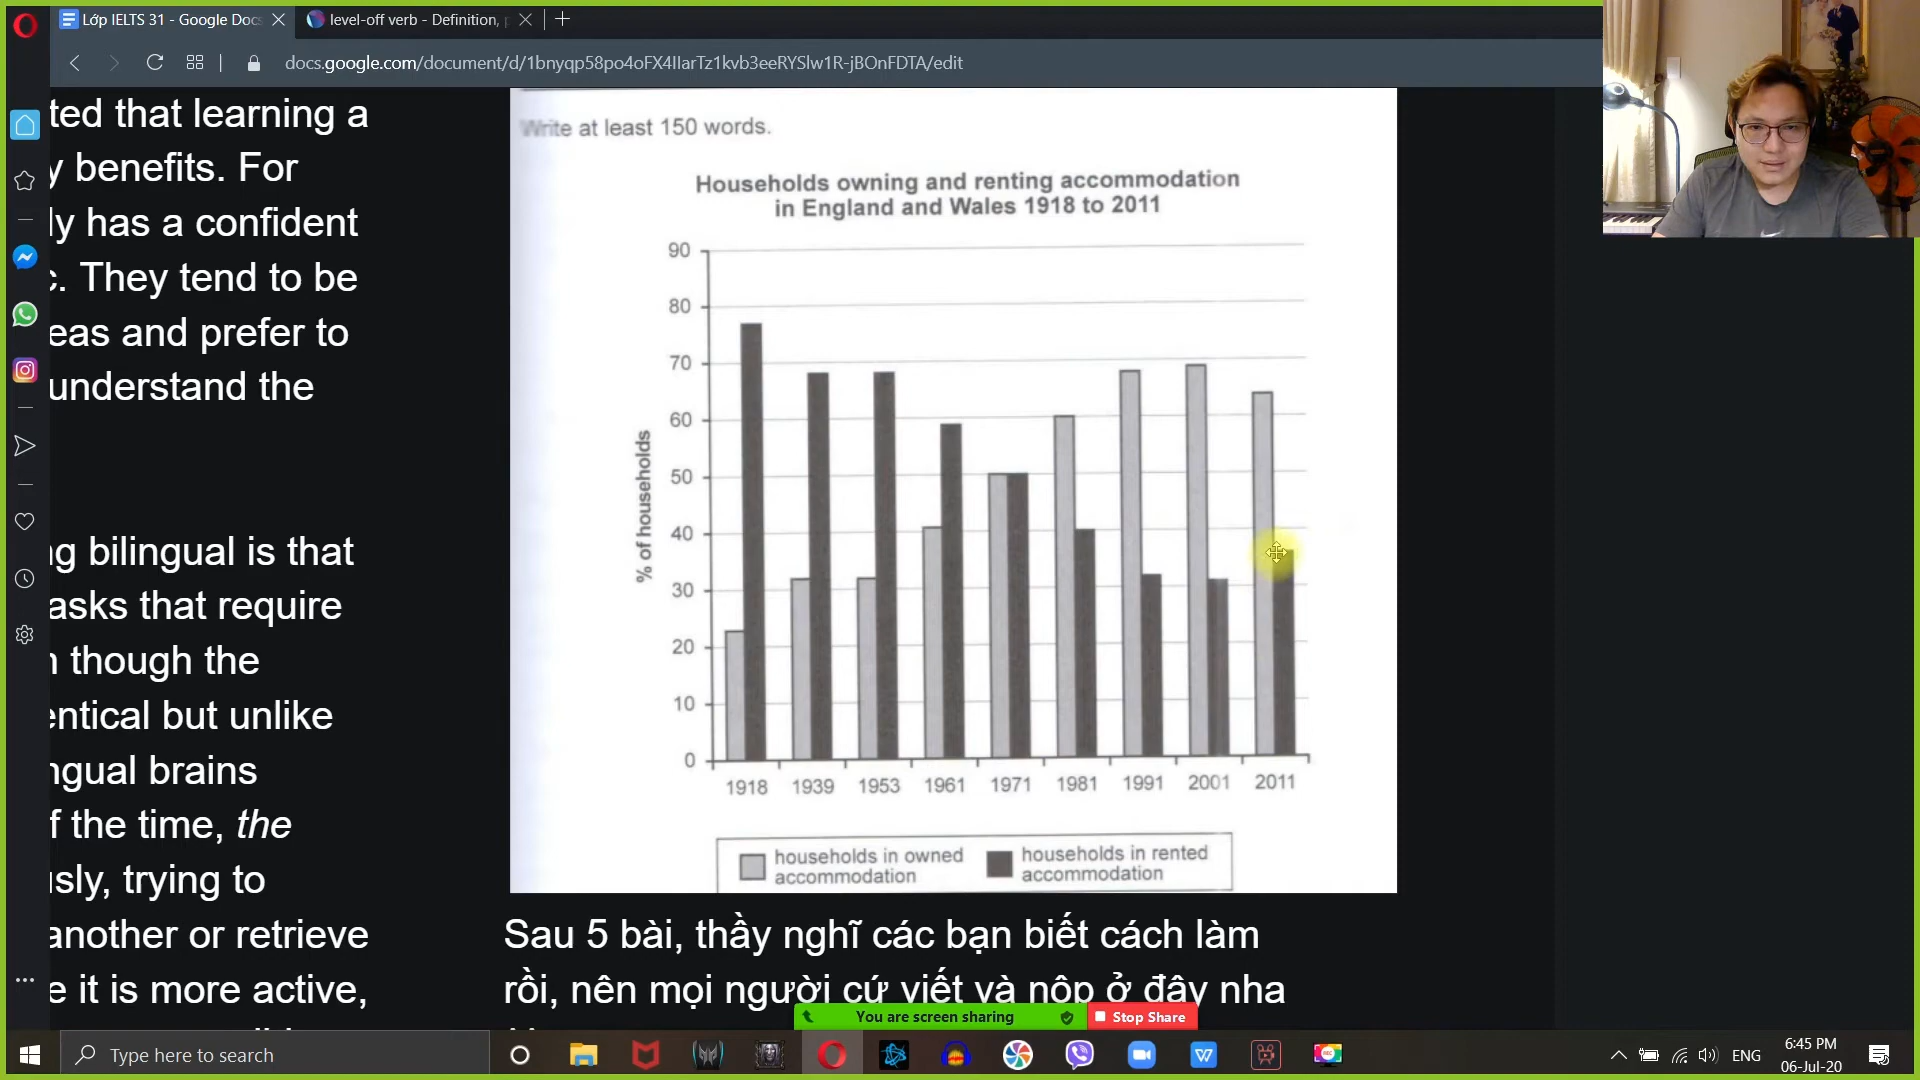 Lớp IELTS 31 - Google Docs
level-off verb - Definition,
docs.google.com/document/d/1bnyqp58po4oFX4IlarTz1kvb3eeRYSlw1R-jBOnFDTA/edit
ted that learning a
y benefits. For
ly has a confident
c. They tend to be
eas and prefer to
understand the
ng bilingual is that
asks that require
n though the
entical but unlike
ngual brains
f the time, the
usly, trying to
another or retrieve
e it is more active,
Write at least 150 words.
Households owning and renting accommodation
in England and Wales 1918 to 2011
% of households
90
80
70
60
50
40
30
20
10
0
1918 1939 1953 1961 1971 1981 1991 2001 2011
households in owned accommodation
households in rented accommodation
Sau 5 bài, thầy nghĩ các bạn biết cách làm
rồi, nên mọi người cứ viết và nộp ở đây nha
You are screen sharing
Stop Share
Type here to search
ENG
6:45 PM
06-Jul-20